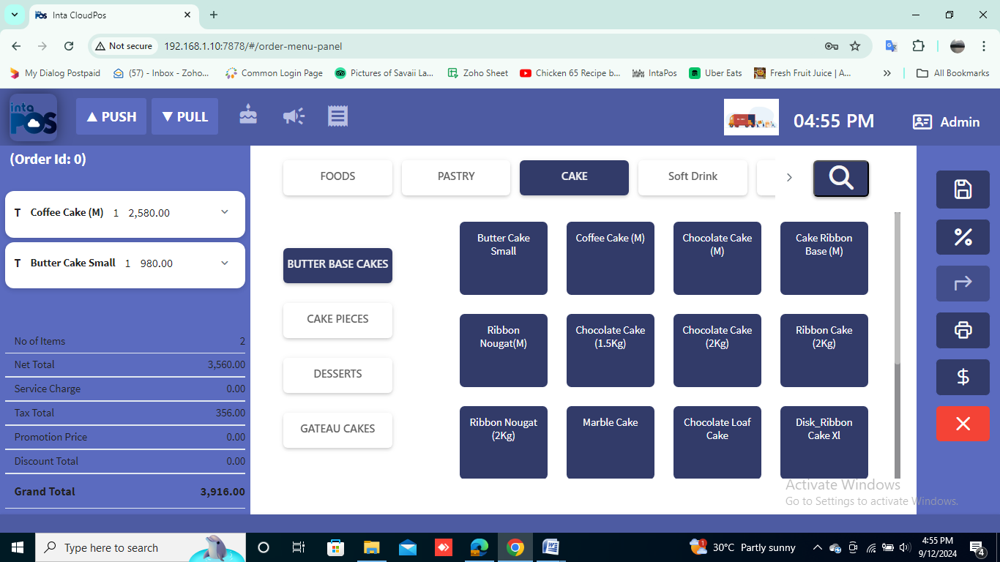 Inta CloudPos
Not secure
192.168.1.10:7878/#/order-menu-panel
My Dialog Postpaid
(57) - Inbox - Zoho...
Common Login Page
Pictures of Savaii La...
Zoho Sheet
Chicken 65 Recipe b...
IntaPos
Uber Eats
Fresh Fruit Juice | A...
All Bookmarks
inta
POS
PUSH
PULL
04:55 PM
Admin
(Order Id: 0)
T Coffee Cake (M) 1 2,580.00
T Butter Cake Small 1 980.00
No of Items 2
Net Total 3,560.00
Service Charge 0.00
Tax Total 356.00
Promotion Price 0.00
Discount Total 0.00
Grand Total 3,916.00
FOODS
PASTRY
CAKE
Soft Drink
BUTTER BASE CAKES
CAKE PIECES
DESSERTS
GATEAU CAKES
Butter Cake
Small
Coffee Cake (M)
Chocolate Cake
(M)
Cake Ribbon
Base (M)
Ribbon
Nougat(M)
Chocolate Cake
(1.5Kg)
Chocolate Cake
(2Kg)
Ribbon Cake
(2Kg)
Ribbon Nougat
(2Kg)
Marble Cake
Chocolate Loaf
Cake
Disk_Ribbon
Cake Xl
Activate Windows
Go to Settings to activate Windows.
Type here to search
30°C Partly sunny
4:55 PM
9/12/2024
4